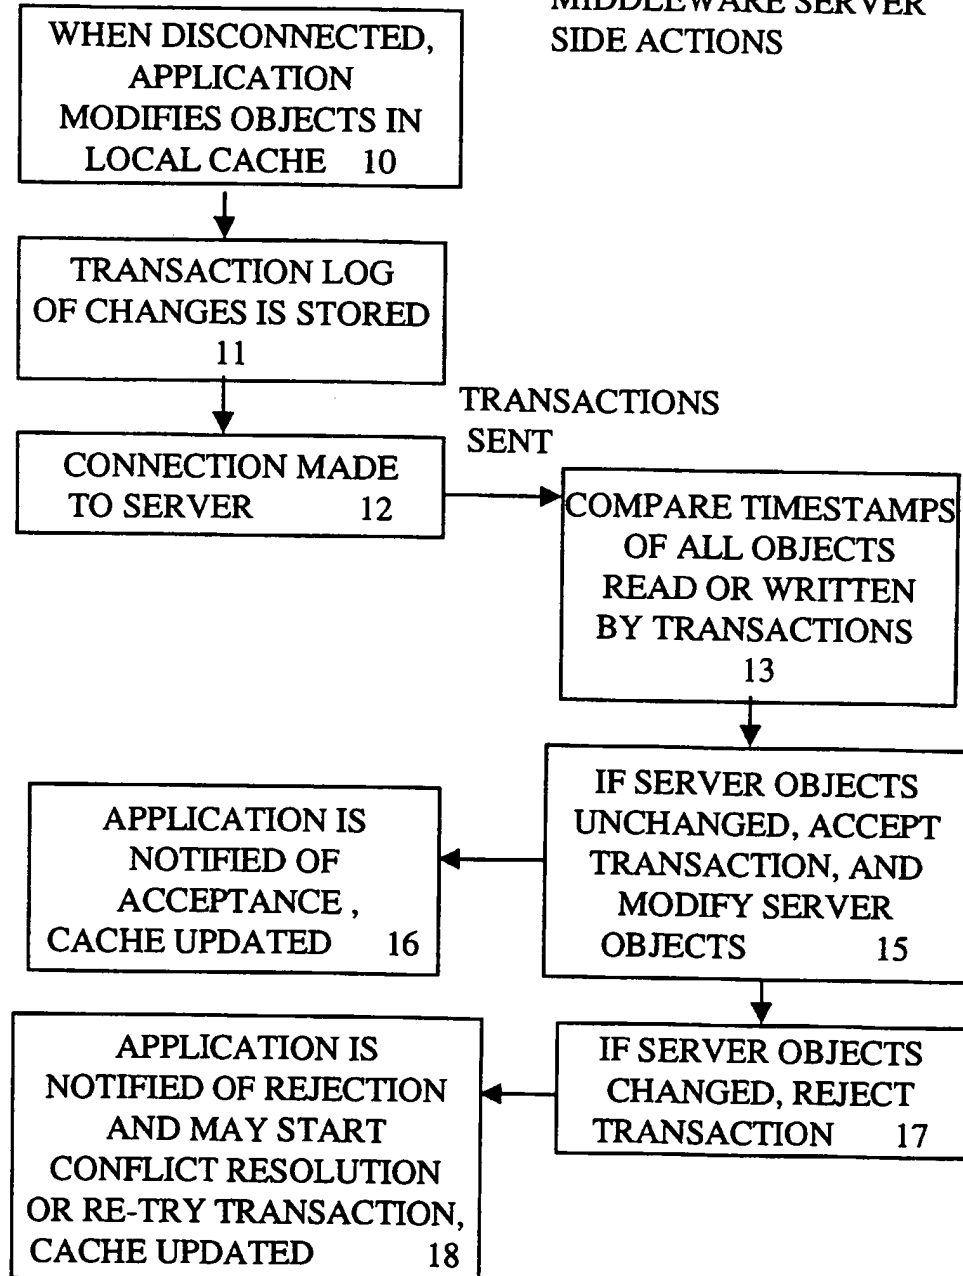 MIDDLEWARE SERVER
SIDE ACTIONS
WHEN DISCONNECTED,
APPLICATION
MODIFIES OBJECTS IN
LOCAL CACHE 10
TRANSACTION LOG
OF CHANGES IS STORED
11
TRANSACTIONS
SENT
CONNECTION MADE
TO SERVER 12
COMPARE TIMESTAMPS
OF ALL OBJECTS
READ OR WRITTEN
BY TRANSACTIONS
13
IF SERVER OBJECTS
UNCHANGED, ACCEPT
TRANSACTION, AND
MODIFY SERVER
OBJECTS 15
APPLICATION IS
NOTIFIED OF
ACCEPTANCE ,
CACHE UPDATED 16
IF SERVER OBJECTS
CHANGED, REJECT
TRANSACTION 17
APPLICATION IS
NOTIFIED OF REJECTION
AND MAY START
CONFLICT RESOLUTION
OR RE-TRY TRANSACTION,
CACHE UPDATED 18